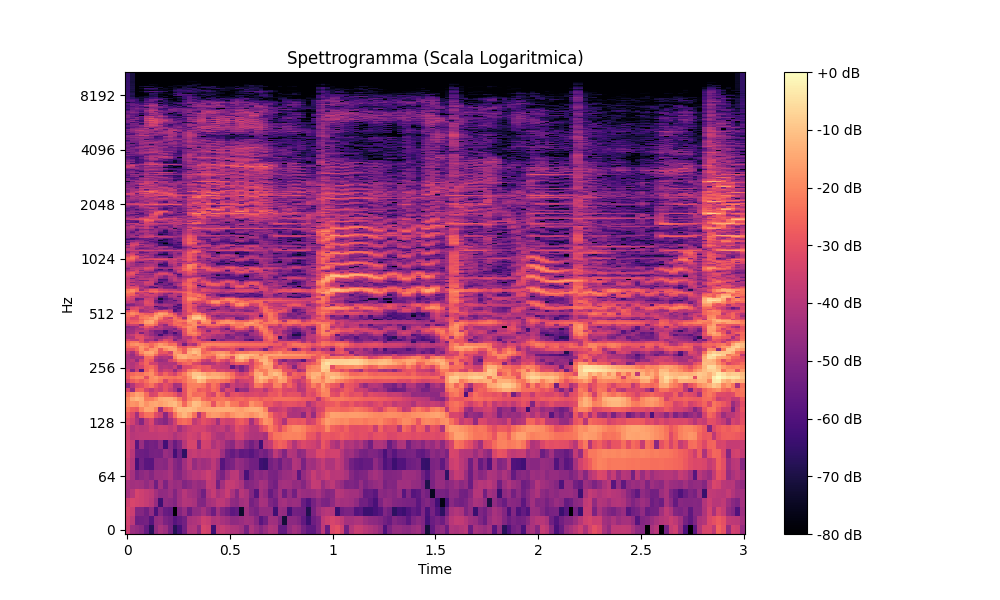 Spettrogramma (Scala Logaritmica)
8192
4096
2048
1024
512
256
128
64
0
Hz
0
0.5
1
1.5
2
2.5
3
Time
+0 dB
-10 dB
-20 dB
-30 dB
-40 dB
-50 dB
-60 dB
-70 dB
-80 dB